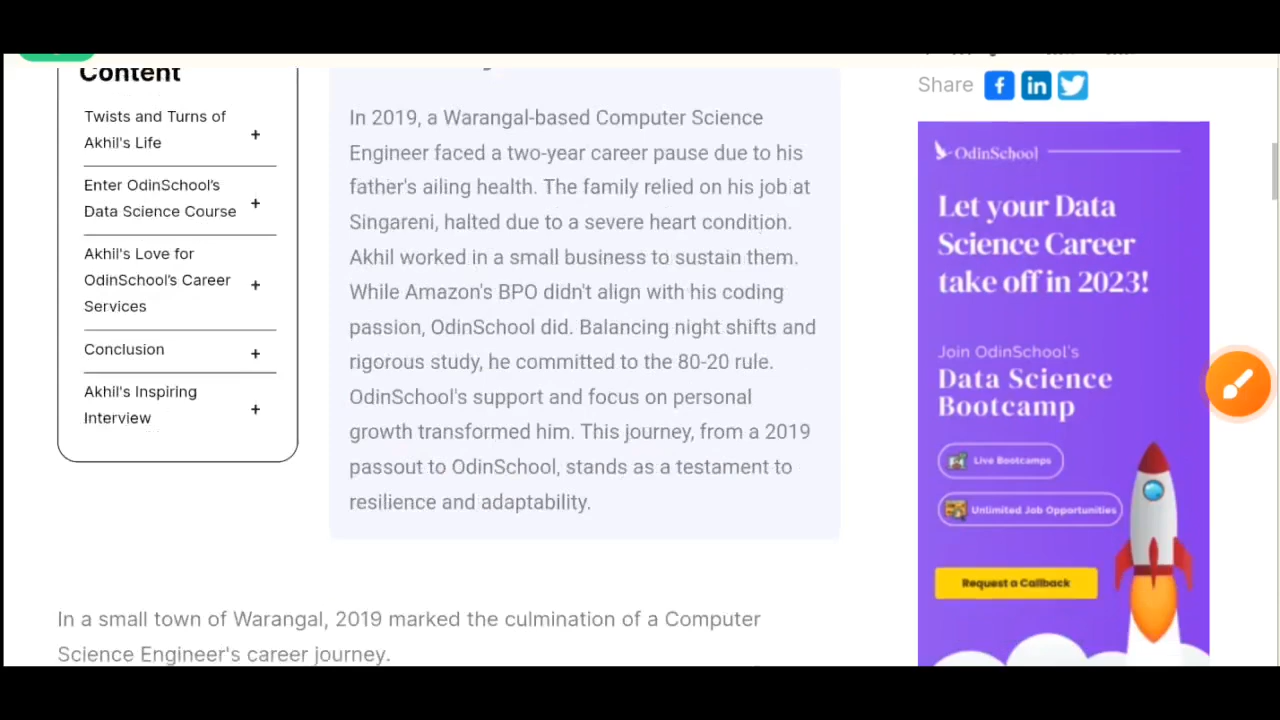 Content
Twists and Turns of
Akhil's Life
+
Enter OdinSchool's
Data Science Course
+
Akhil's Love for
OdinSchool's Career
Services
+
Conclusion
+
Akhil's Inspiring
Interview
+
In 2019, a Warangal-based Computer Science
Engineer faced a two-year career pause due to his
father's ailing health. The family relied on his job at
Singareni, halted due to a severe heart condition.
Akhil worked in a small business to sustain them.
While Amazon's BPO didn't align with his coding
passion, OdinSchool did. Balancing night shifts and
rigorous study, he committed to the 80-20 rule.
OdinSchool's support and focus on personal
growth transformed him. This journey, from a 2019
passout to OdinSchool, stands as a testament to
resilience and adaptability.
In a small town of Warangal, 2019 marked the culmination of a Computer
Science Engineer's career journey.
Share
f
in
OdinSchool
Let your Data
Science Career
take off in 2023!
Join OdinSchool's
Data Science
Bootcamp
Live Bootcamps
Unlimited Job Opportunities
Request a Callback